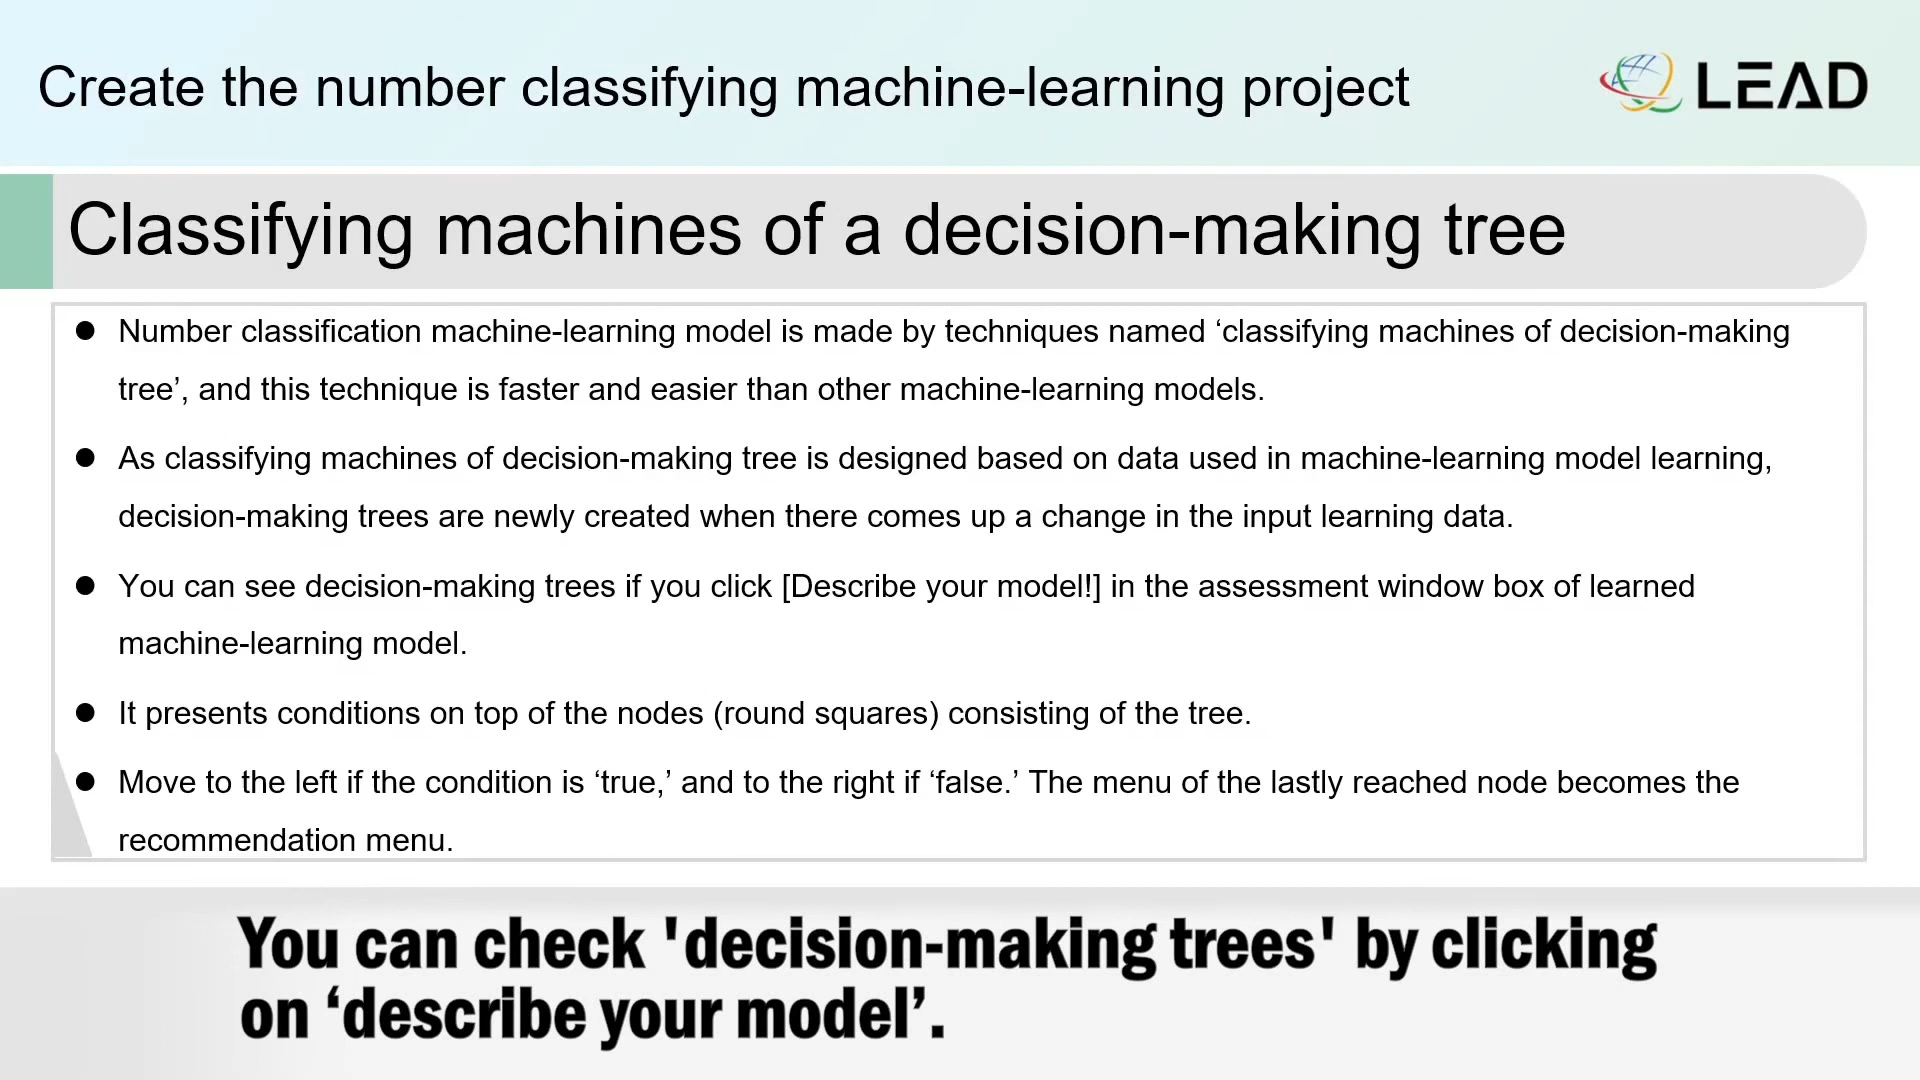 Create the number classifying machine-learning project
LEAD
Classifying machines of a decision-making tree
● Number classification machine-learning model is made by techniques named ‘classifying machines of decision-making
tree’, and this technique is faster and easier than other machine-learning models.
● As classifying machines of decision-making tree is designed based on data used in machine-learning model learning,
decision-making trees are newly created when there comes up a change in the input learning data.
● You can see decision-making trees if you click [Describe your model!] in the assessment window box of learned
machine-learning model.
● It presents conditions on top of the nodes (round squares) consisting of the tree.
● Move to the left if the condition is ‘true,’ and to the right if ‘false.’ The menu of the lastly reached node becomes the
recommendation menu.
You can check 'decision-making trees' by clicking
on ‘describe your model’.